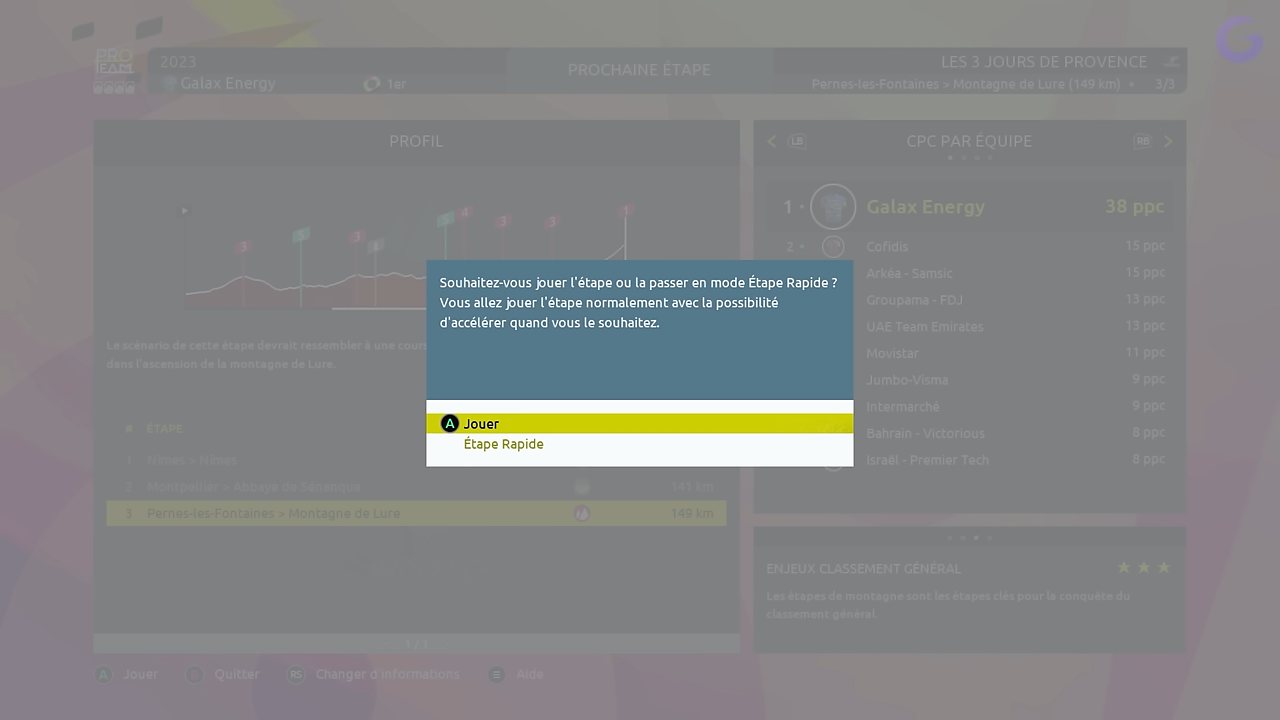 PRO
TEAM
2023
Galax Energy
1er
PROCHAINE ÉTAPE
LES 3 JOURS DE PROVENCE
Pernes-les-Fontaines > Montagne de Lure (149 km) • 3/3
PROFIL
3
S
3
4
S
4
3
3
1
Le scénario de cette étape devrait ressembler à une cours
dans l'ascension de la montagne de Lure.
# ÉTAPE
1 Nîmes > Nîmes
2 Montpellier > Abbaye de Sénanque 141 km
3 Pernes-les-Fontaines > Montagne de Lure 149 km
1 / 1
< LB CPC PAR ÉQUIPE RB >
1 - Galax Energy 38 ppc
2 - Cofidis 15 ppc
Arkéa - Samsic 15 ppc
Groupama - FDJ 13 ppc
UAE Team Emirates 13 ppc
Movistar 11 ppc
Jumbo-Visma 9 ppc
Intermarché 9 ppc
Bahrain - Victorious 8 ppc
Israël - Premier Tech 8 ppc
ENJEUX CLASSEMENT GÉNÉRAL
Les étapes de montagne sont les étapes clés pour la conquête du
classement général.
Souhaitez-vous jouer l'étape ou la passer en mode Étape Rapide ?
Vous allez jouer l'étape normalement avec la possibilité
d'accélérer quand vous le souhaitez.
A Jouer
Étape Rapide
A Jouer
Quitter
RS Changer d'informations
Aide